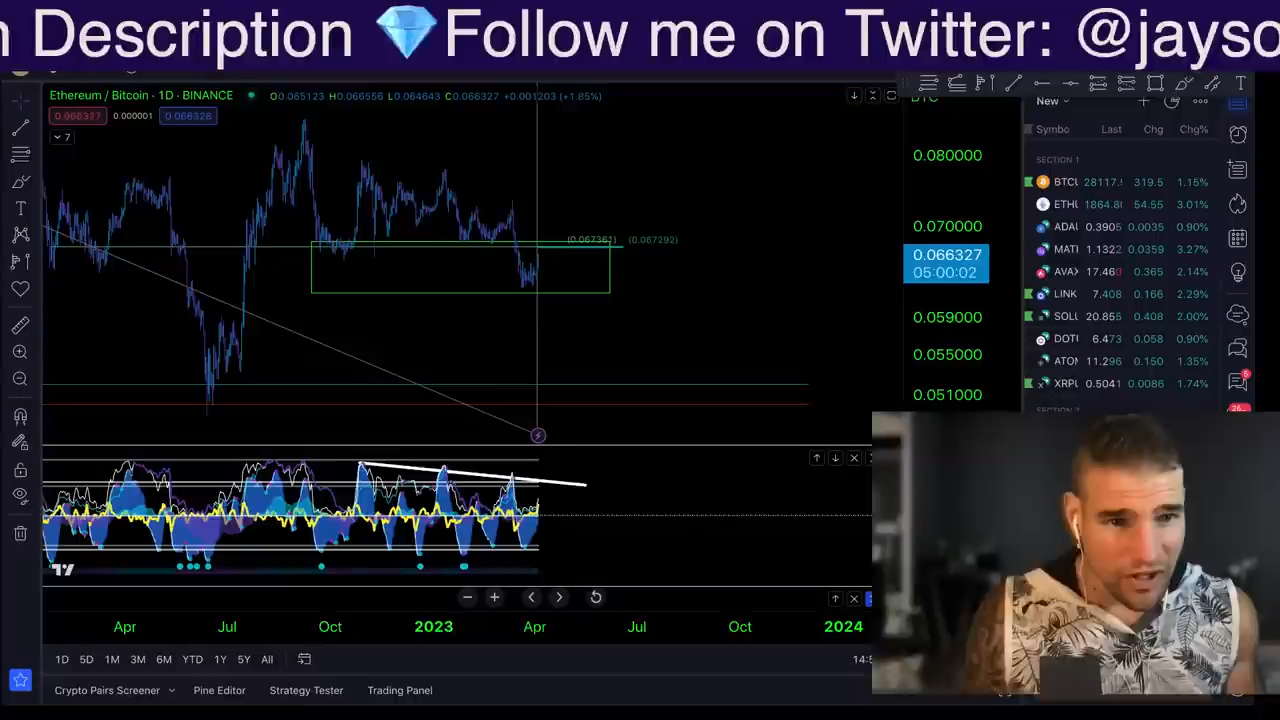 n Description 💎Follow me on Twitter: @jayso
Ethereum / Bitcoin · 1D · BINANCE O0.065123 H0.066556 L0.064643 C0.066327 +0.001203 (+1.85%)
0.066327 0.000001 0.066328
7
BTC
0.080000
0.070000
0.066327
05:00:02
0.059000
0.055000
0.051000
(0.067361) (0.067292)
New
Symbo Last Chg Chg%
SECTION 1
BTCU 28117.5 319.5 1.15%
ETHU 1864.80 54.55 3.01%
ADAU 0.3905 0.0035 0.90%
MATI 1.1322 0.0359 3.27%
AVAX 17.460 0.365 2.14%
LINK 7.408 0.166 2.29%
SOLU 20.855 0.408 2.00%
DOTU 6.473 0.058 0.90%
ATOM 11.296 0.150 1.35%
XRPU 0.5041 0.0086 1.74%
5
26...
Apr Jul Oct 2023 Apr Jul Oct 2024
1D 5D 1M 3M 6M YTD 1Y 5Y All 14:5
Crypto Pairs Screener Pine Editor Strategy Tester Trading Panel